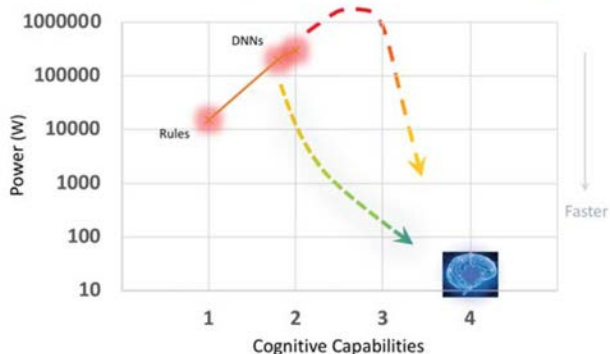 1000000
100000
10000
1000
100
10
Power (W)
DNNs
Rules
Faster
1 2 3 4
Cognitive Capabilities